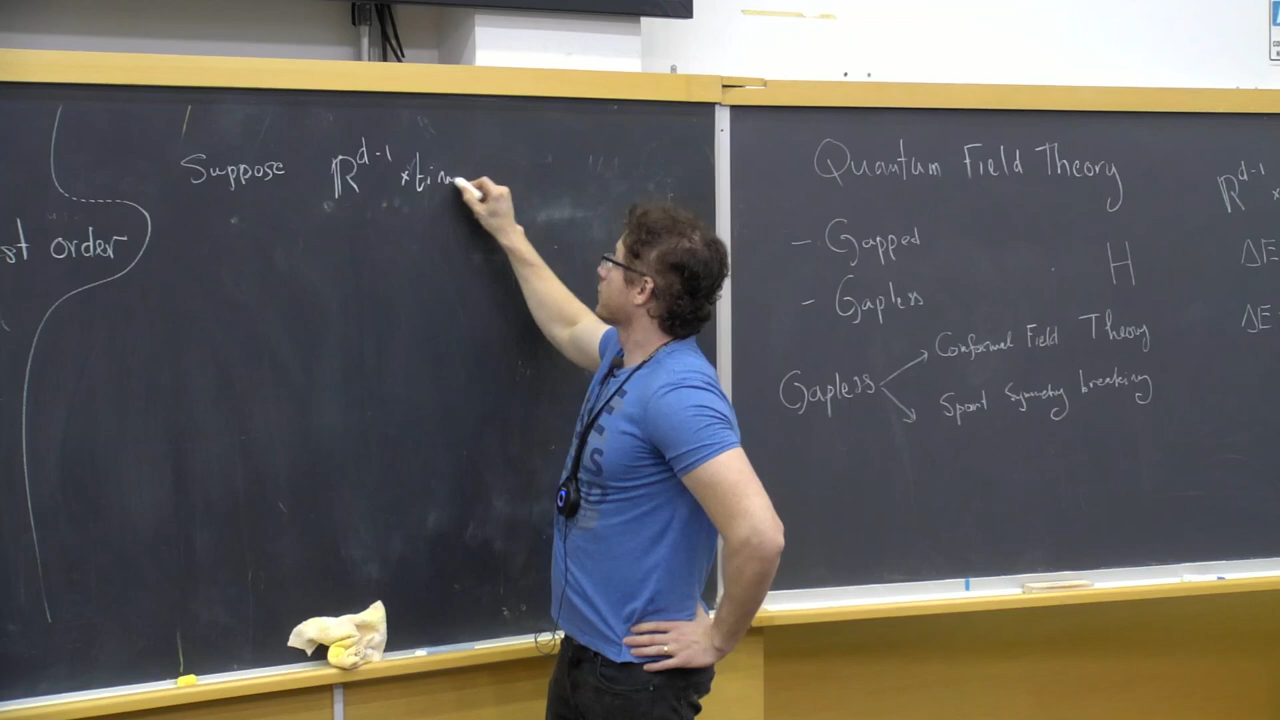 st order
Suppose ℝ^{d-1} × tim
Quantum Field Theory
- Gapped
- Gapless
H
Gapless → Conformal Field Theory
→ Spont Symmetry breaking
ℝ^{d-1} ×
ΔE
ΔE